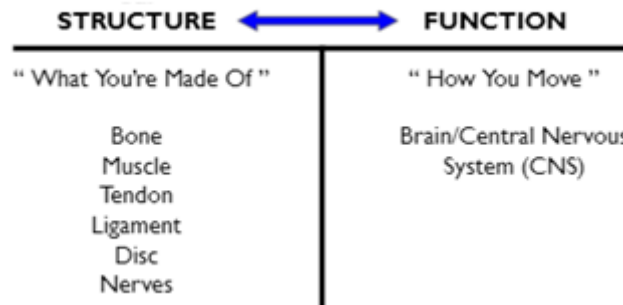 STRUCTURE FUNCTION
" What You're Made Of " " How You Move "
Bone Brain/Central Nervous
Muscle System (CNS)
Tendon
Ligament
Disc
Nerves